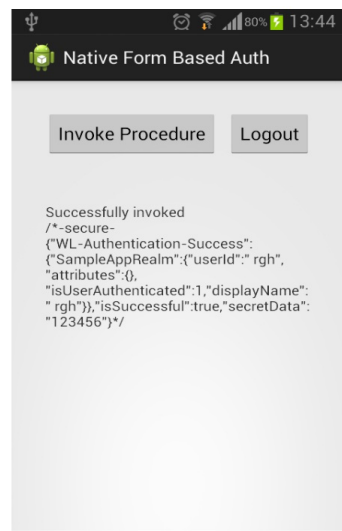 80% 13:44
Native Form Based Auth
Invoke Procedure Logout
Successfully invoked
/*-secure-
{"WL-Authentication-Success":
{"SampleAppRealm":{"userId":" rgh",
"attributes":{},
"isUserAuthenticated":1,"displayName":
" rgh"}},"isSuccessful":true,"secretData":
"123456"}*/